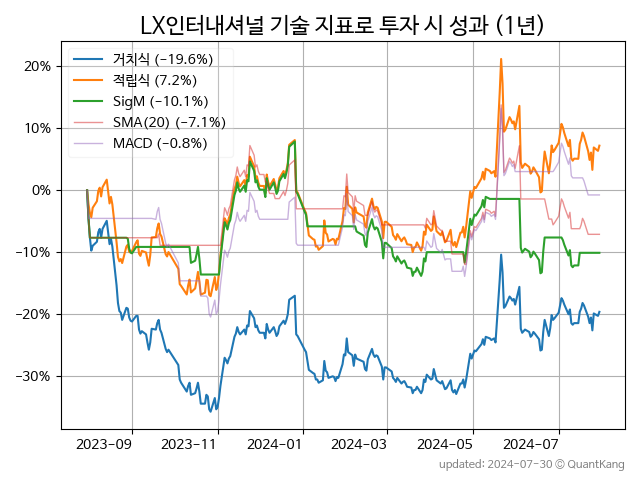 LX인터내셔널 기술 지표로 투자 시 성과 (1년)
거치식 (−19.6%)
적립식 (7.2%)
SigM (−10.1%)
SMA(20) (−7.1%)
MACD (−0.8%)
20%
10%
0%
−10%
−20%
−30%
2023-09 2023-11 2024-01 2024-03 2024-05 2024-07
updated: 2024-07-30 © QuantKang